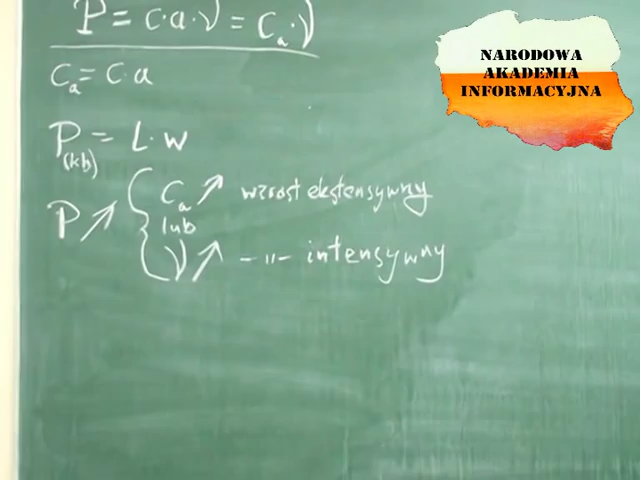 P = c·a·ν = Cₐ·ν
Cₐ = c·a
P(kb) = L·w
P↗ { Cₐ↗ wzrost ekstensywny
lub
ν↗ -〃- intensywny
NARODOWA
AKADEMIA
INFORMACYJNA